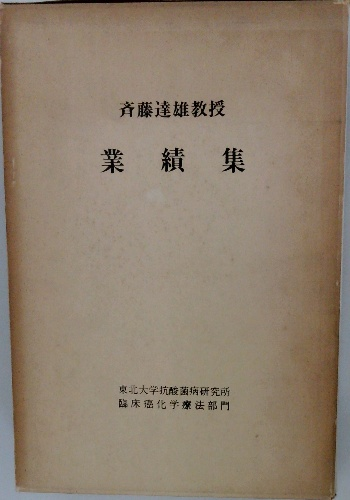 斉藤達雄教授
業績集
東北大学抗酸菌病研究所
臨床癌化学療法部門